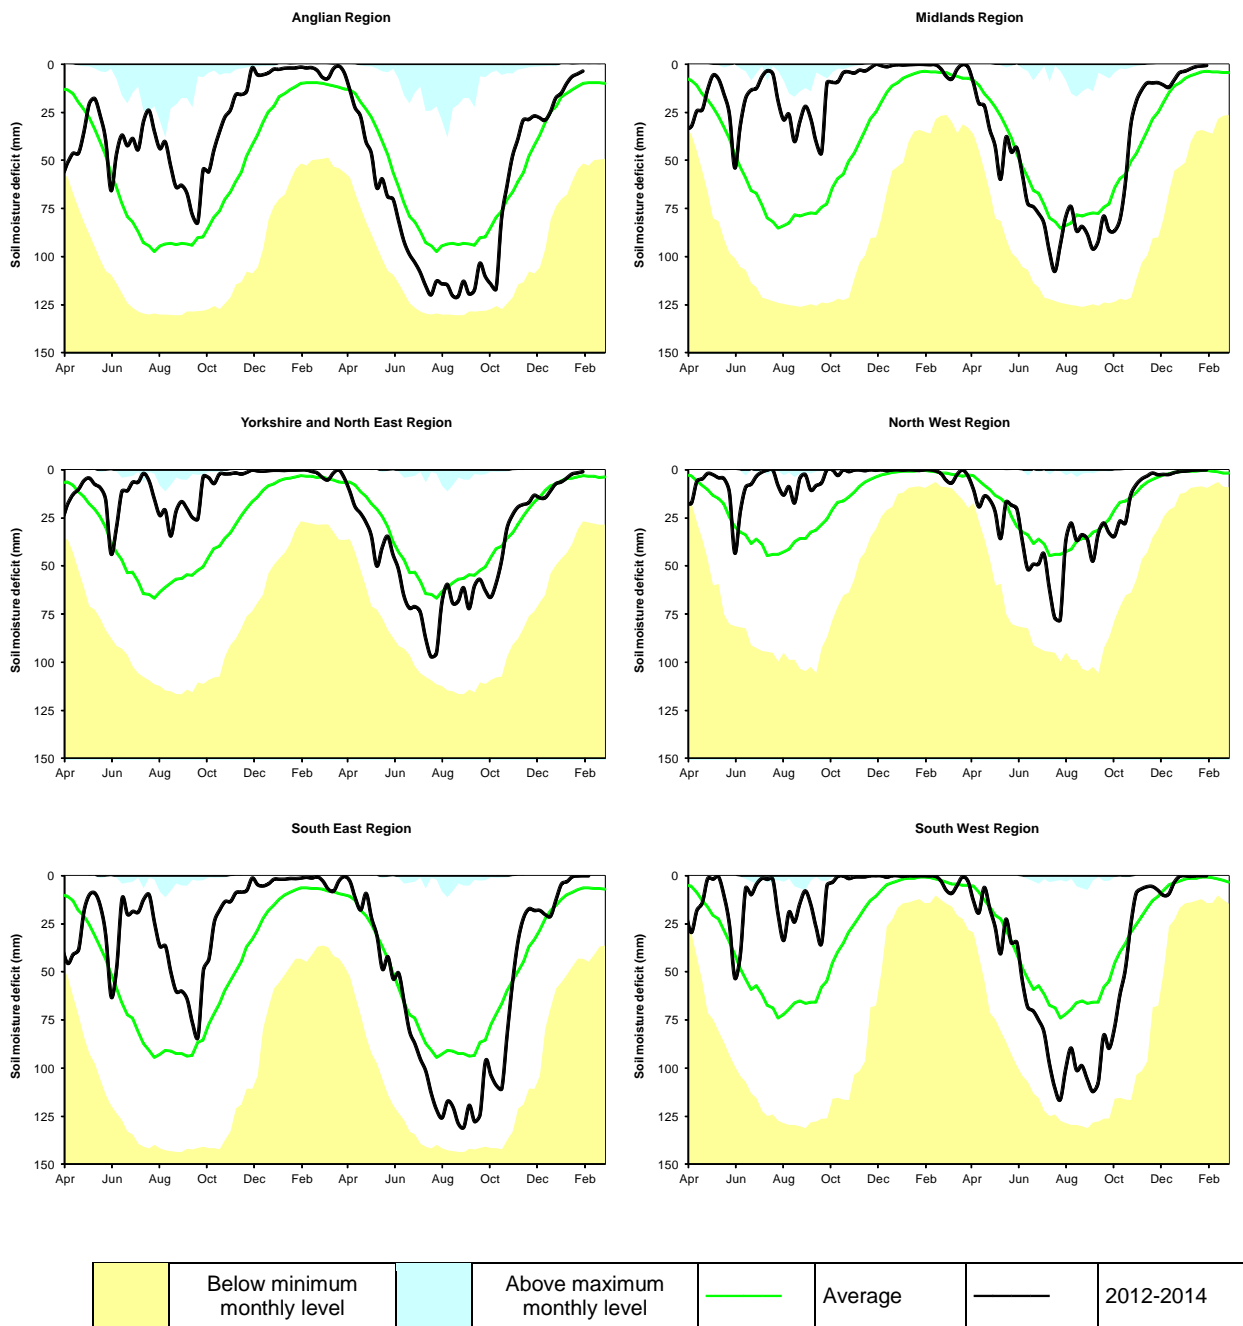 Anglian Region
Midlands Region
Soil moisture deficit (mm)
0
25
50
75
100
125
150
Apr Jun Aug Oct Dec Feb Apr Jun Aug Oct Dec Feb
Soil moisture deficit (mm)
0
25
50
75
100
125
150
Apr Jun Aug Oct Dec Feb Apr Jun Aug Oct Dec Feb
Yorkshire and North East Region
North West Region
Soil moisture deficit (mm)
0
25
50
75
100
125
150
Apr Jun Aug Oct Dec Feb Apr Jun Aug Oct Dec Feb
Soil moisture deficit (mm)
0
25
50
75
100
125
150
Apr Jun Aug Oct Dec Feb Apr Jun Aug Oct Dec Feb
South East Region
South West Region
Soil moisture deficit (mm)
0
25
50
75
100
125
150
Apr Jun Aug Oct Dec Feb Apr Jun Aug Oct Dec Feb
Soil moisture deficit (mm)
0
25
50
75
100
125
150
Apr Jun Aug Oct Dec Feb Apr Jun Aug Oct Dec Feb
Below minimum
monthly level
Above maximum
monthly level
Average
2012-2014